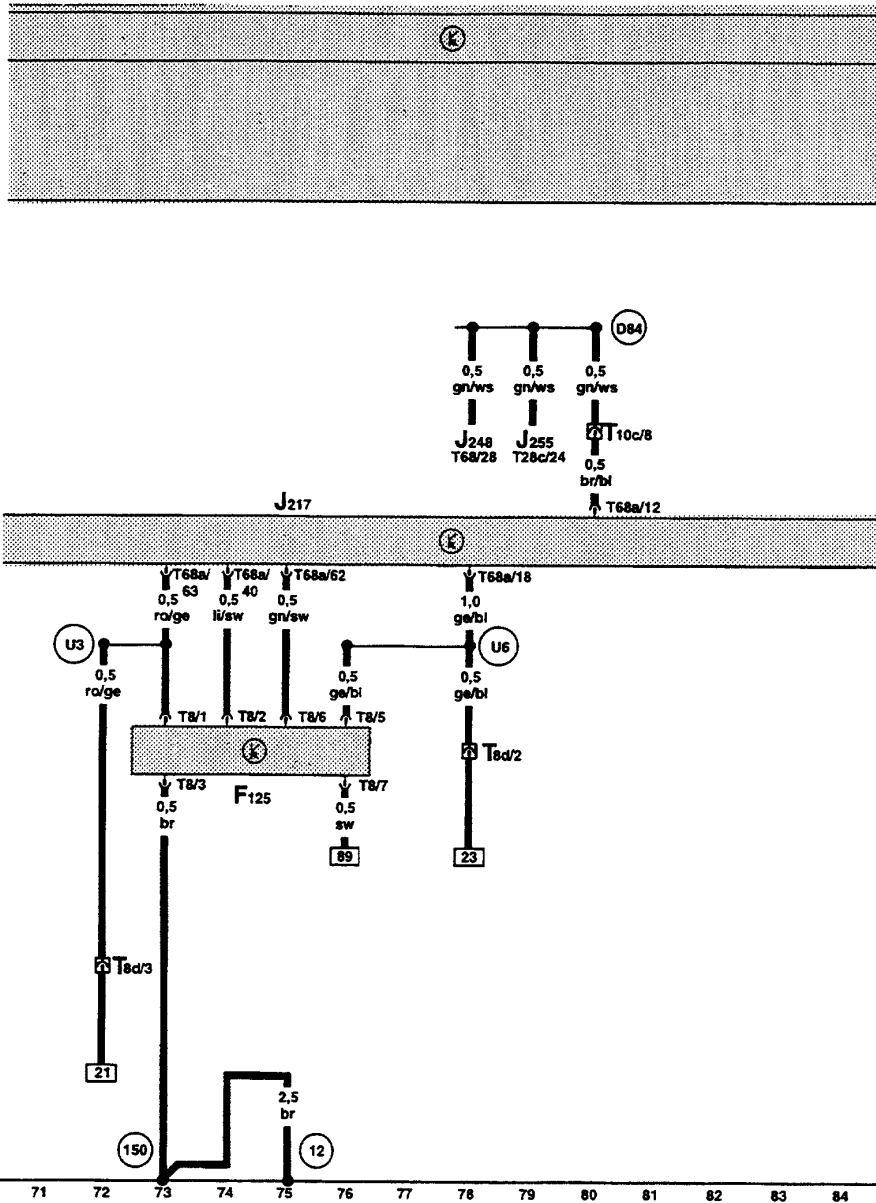 D84
0,5 0,5 0,5
gn/ws gn/ws gn/ws
T10c/8
J248 J255
T68/28 T28c/24
0,5
br/bl
T68a/12
J217
T68a/63 T68a/40 T68a/62 T68a/18
0,5 0,5 0,5 1,0
ro/ge li/sw gn/sw ge/bl
U3 U6
0,5 0,5 0,5
ro/ge ge/bl ge/bl
T8/1 T8/2 T8/6 T8/5
T8d/2
T8/3 F125 T8/7
0,5 0,5
br sw
89 23
T8d/3
21
2,5
br
150 12
71 72 73 74 75 76 77 78 79 80 81 82 83 84